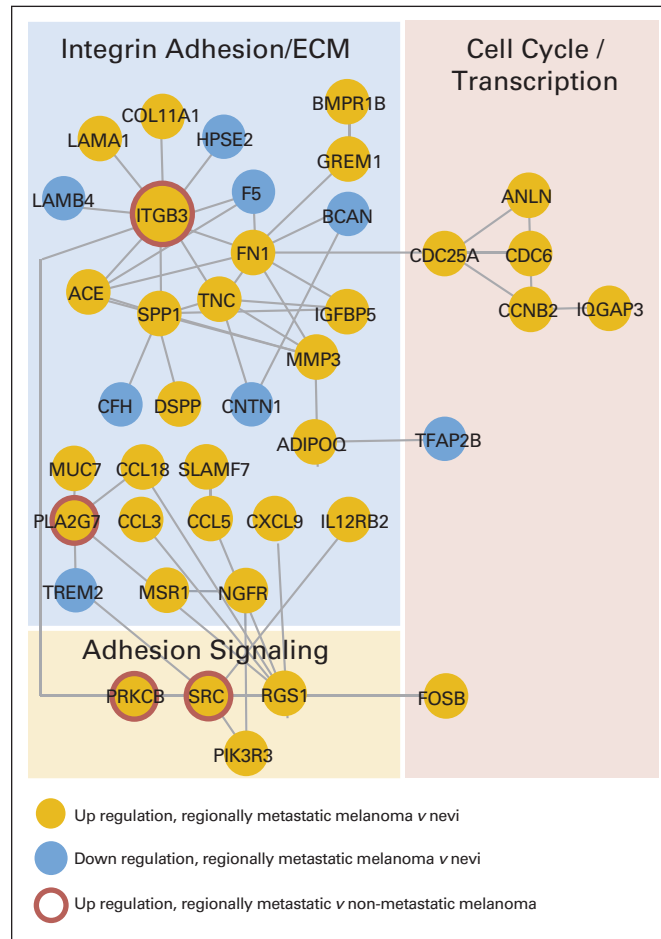 Integrin Adhesion/ECM
Cell Cycle /
Transcription
COL11A1
BMPR1B
LAMA1
HPSE2
GREM1
LAMB4
F5
ANLN
ITGB3
BCAN
FN1
CDC25A
CDC6
ACE
SPP1
TNC
IGFBP5
CCNB2
IQGAP3
MMP3
CFH
DSPP
CNTN1
ADIPOQ
TFAP2B
MUC7
CCL18
SLAMF7
PLA2G7
CCL3
CCL5
CXCL9
IL12RB2
TREM2
MSR1
NGFR
Adhesion Signaling
PRKCB
SRC
RGS1
FOSB
PIK3R3
Up regulation, regionally metastatic melanoma v nevi
Down regulation, regionally metastatic melanoma v nevi
Up regulation, regionally metastatic v non-metastatic melanoma